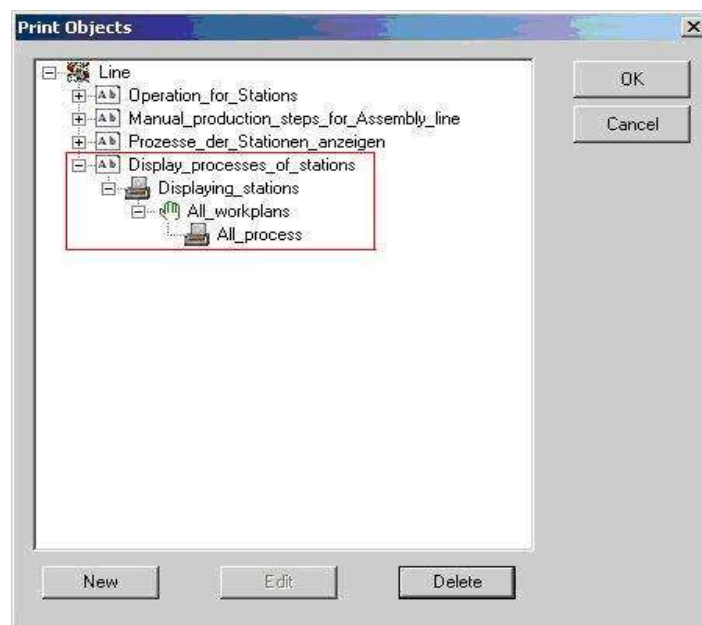 Print Objects
Line
OK
Operation_for_Stations
Manual_production_steps_for_Assembly_line
Cancel
Prozesse_der_Stationen_anzeigen
Display_processes_of_stations
Displaying_stations
All_workplans
All_process
New
Edit
Delete